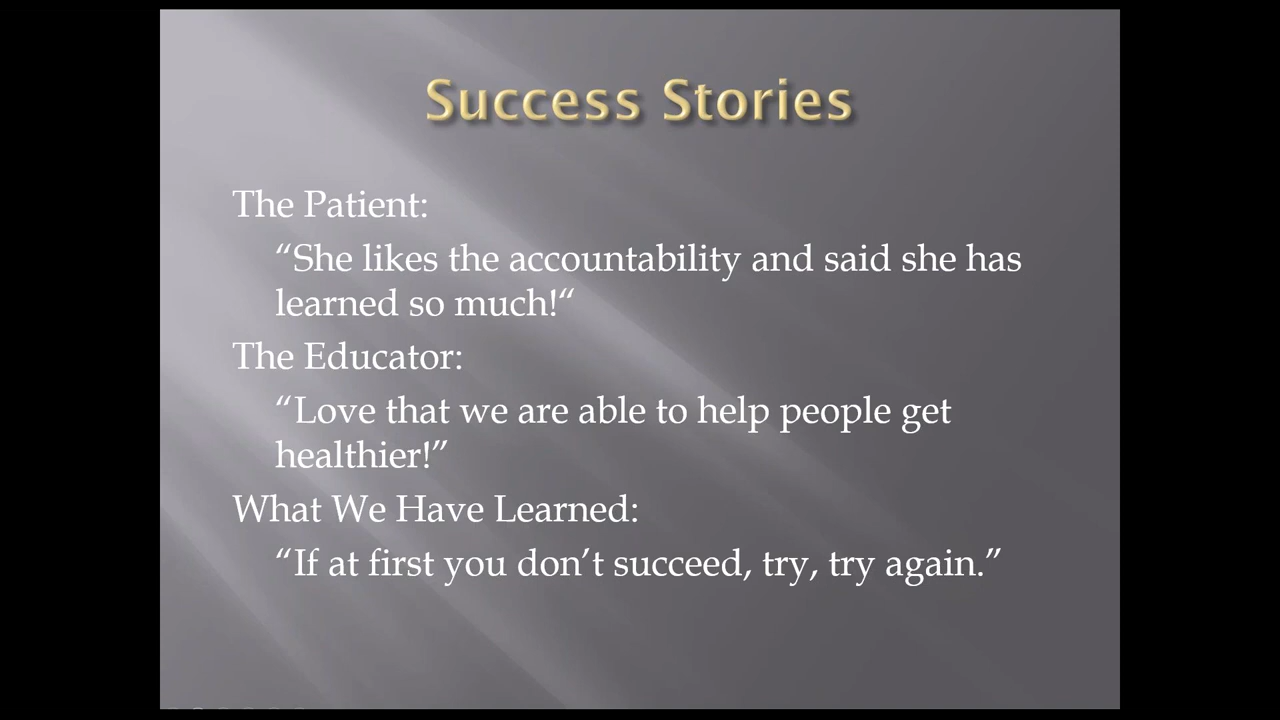 Success Stories
The Patient:
“She likes the accountability and said she has
learned so much!“
The Educator:
“Love that we are able to help people get
healthier!”
What We Have Learned:
“If at first you don’t succeed, try, try again.”